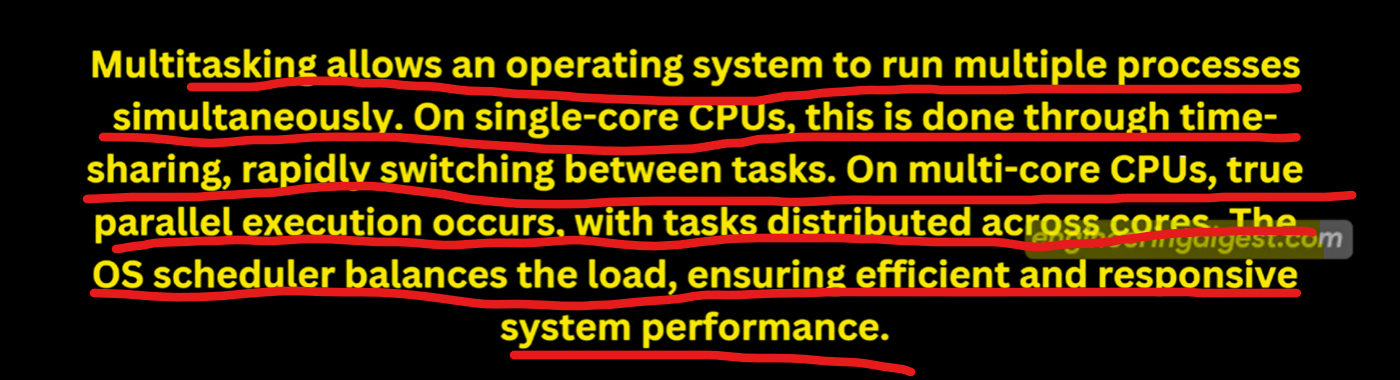 Multitasking allows an operating system to run multiple processes
simultaneously. On single-core CPUs, this is done through time-
sharing, rapidly switching between tasks. On multi-core CPUs, true
parallel execution occurs, with tasks distributed across cores. The
engineeringdigest.com
OS scheduler balances the load, ensuring efficient and responsive
system performance.